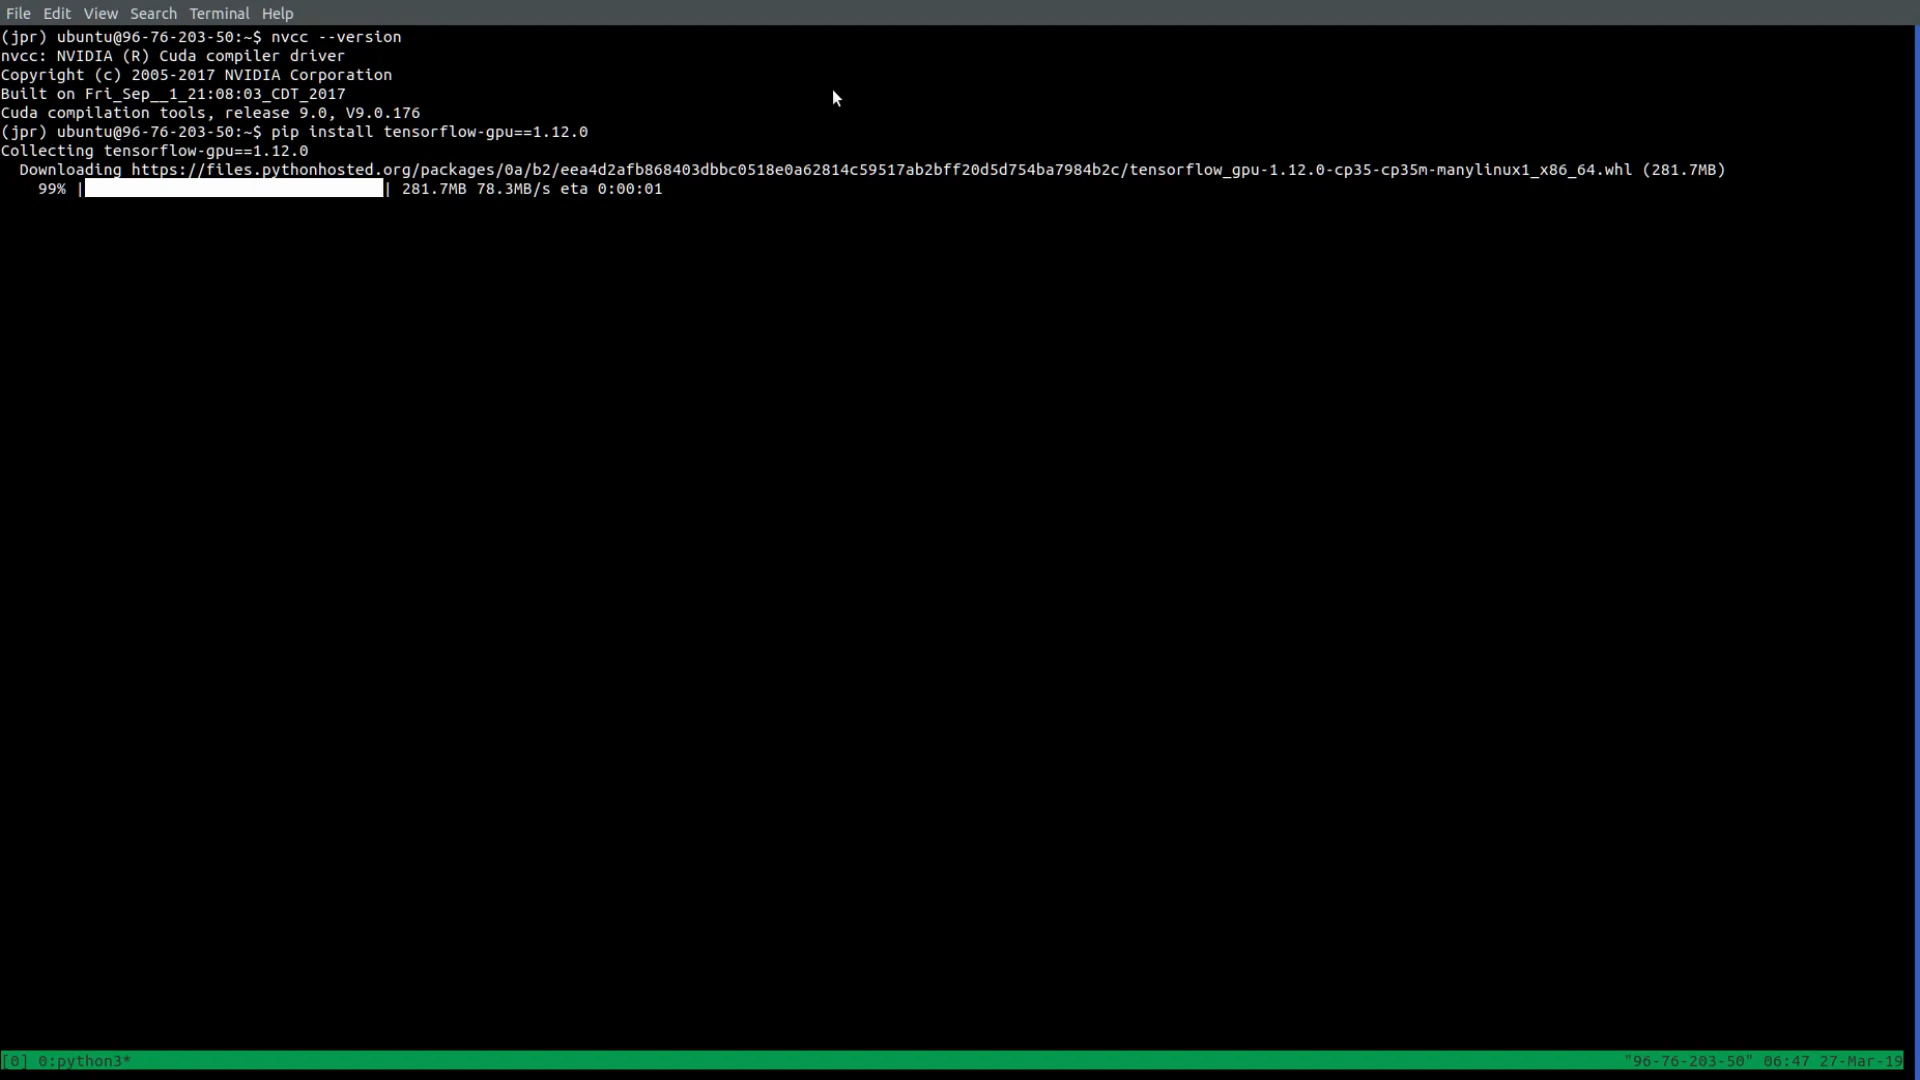 File Edit View Search Terminal Help
(jpr) ubuntu@96-76-203-50:~$ nvcc --version
nvcc: NVIDIA (R) Cuda compiler driver
Copyright (c) 2005-2017 NVIDIA Corporation
Built on Fri_Sep__1_21:08:03_CDT_2017
Cuda compilation tools, release 9.0, V9.0.176
(jpr) ubuntu@96-76-203-50:~$ pip install tensorflow-gpu==1.12.0
Collecting tensorflow-gpu==1.12.0
  Downloading https://files.pythonhosted.org/packages/0a/b2/eea4d2afb868403dbbc0518e0a62814c59517ab2bff20d5d754ba7984b2c/tensorflow_gpu-1.12.0-cp35-cp35m-manylinux1_x86_64.whl (281.7MB)
    99% | | 281.7MB 78.3MB/s eta 0:00:01
[0] 0:python3* "96-76-203-50" 06:47 27-Mar-19